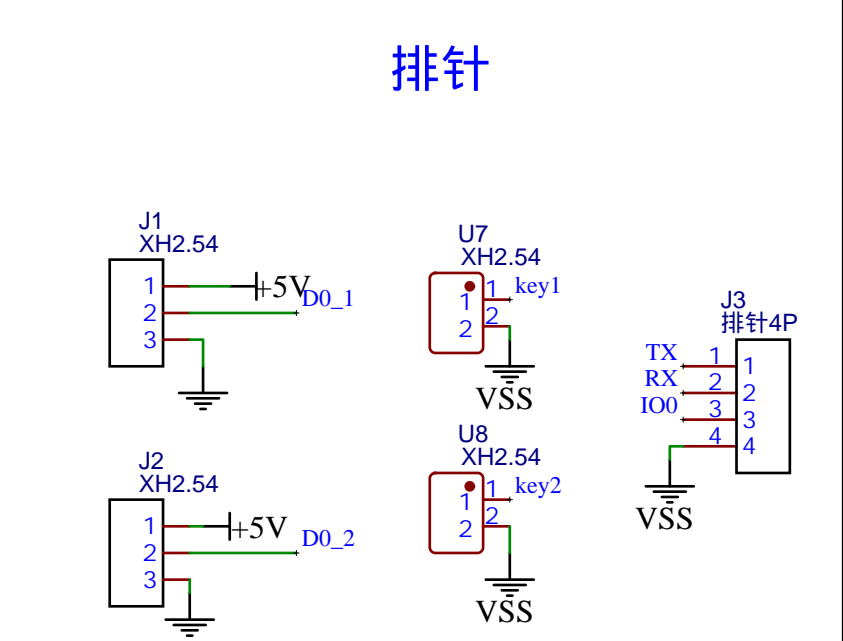 排针
J1
XH2.54
1
+5V
D0_1
2
3
U7
XH2.54
1
1
key1
2
2
VSS
J3
排针4P
TX
1
1
RX
2
2
IO0
3
3
4
4
VSS
J2
XH2.54
1
+5V
D0_2
2
3
U8
XH2.54
1
1
key2
2
2
VSS